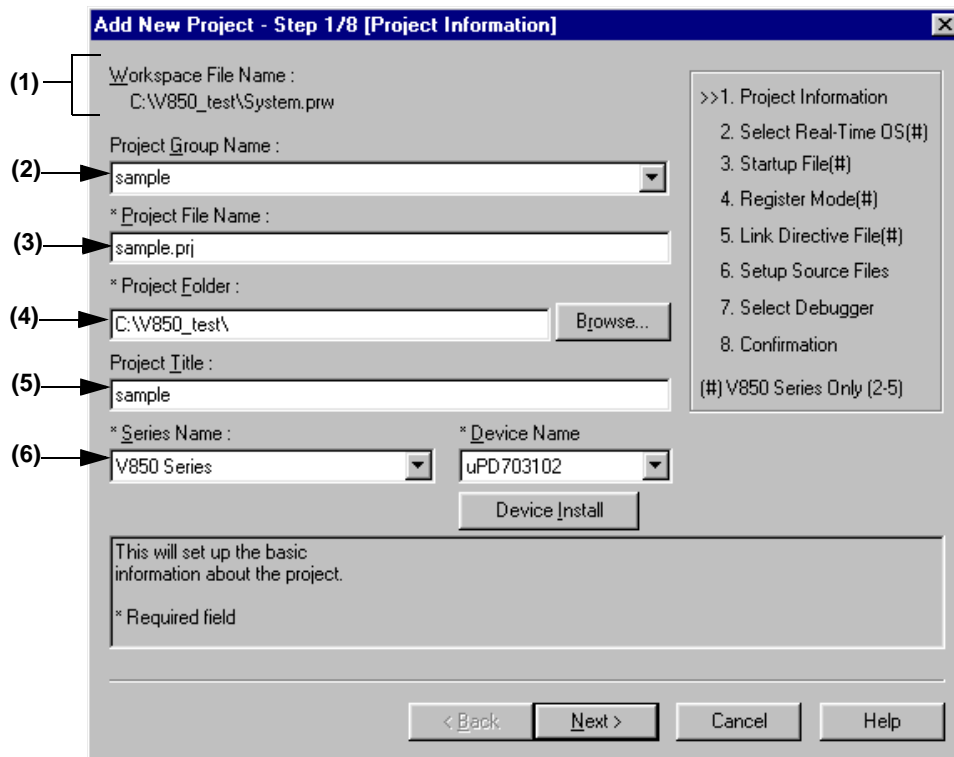 Add New Project - Step 1/8 [Project Information]
(1)
Workspace File Name :
C:\V850_test\System.prw
Project Group Name :
(2)
sample
* Project File Name :
(3)
sample.prj
* Project Folder :
(4)
C:\V850_test\
Browse...
Project Title :
(5)
sample
* Series Name :
* Device Name
(6)
V850 Series
uPD703102
Device Install
>>1. Project Information
2. Select Real-Time OS(#)
3. Startup File(#)
4. Register Mode(#)
5. Link Directive File(#)
6. Setup Source Files
7. Select Debugger
8. Confirmation
(#) V850 Series Only (2-5)
This will set up the basic
information about the project.
* Required field
< Back
Next >
Cancel
Help